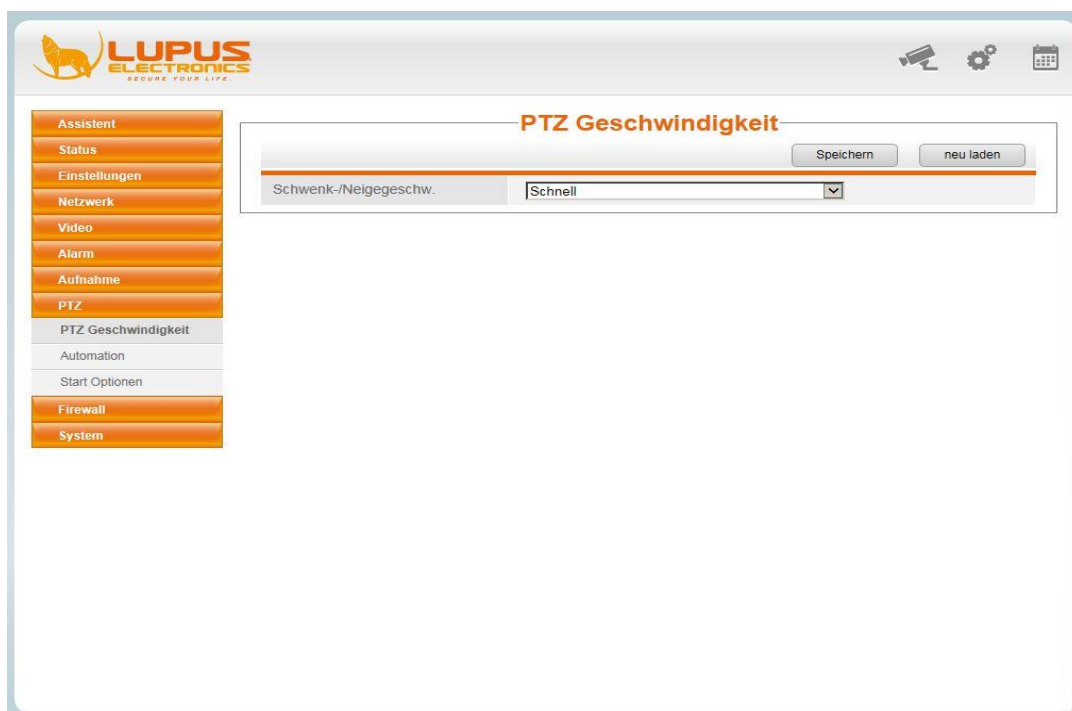 LUPUS
ELECTRONICS
SECURE YOUR LIFE.
Assistent
Status
Einstellungen
Netzwerk
Video
Alarm
Aufnahme
PTZ
PTZ Geschwindigkeit
Automation
Start Optionen
Firewall
System
PTZ Geschwindigkeit
Speichern neu laden
Schwenk-/Neigegeschw. Schnell